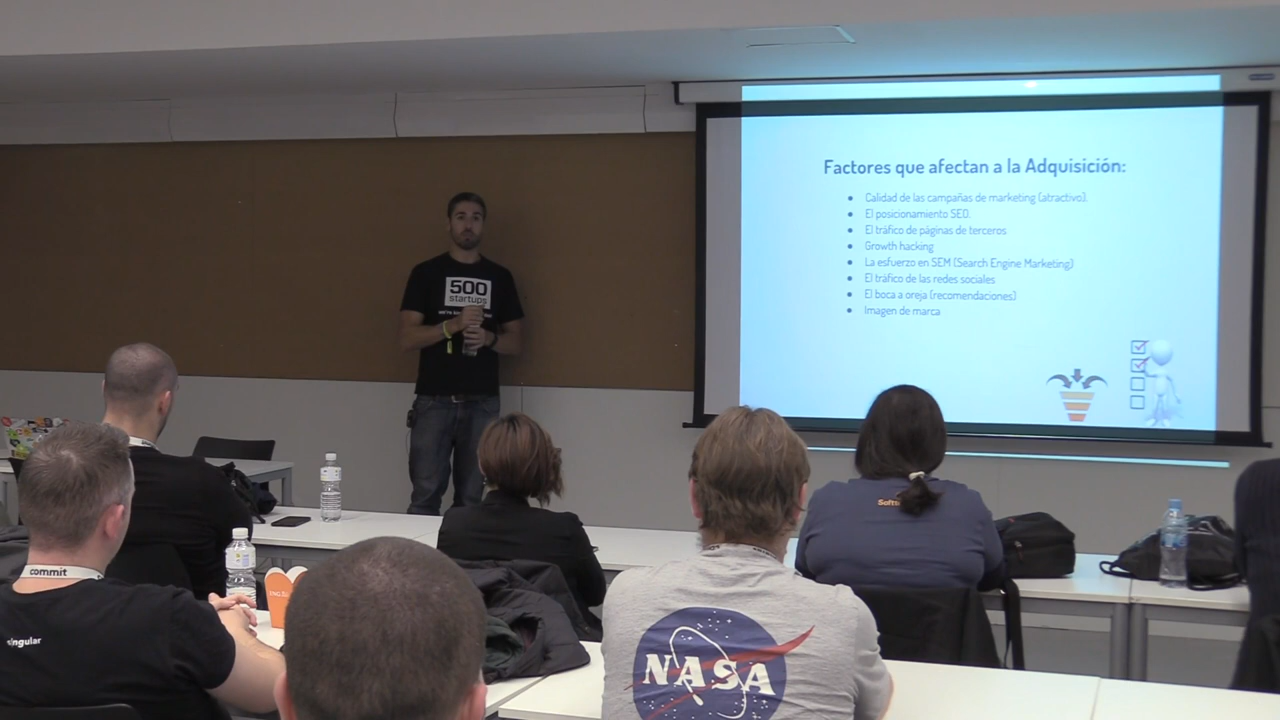 Factores que afectan a la Adquisición:
Calidad de las campañas de marketing (atractivo).
El posicionamiento SEO.
El tráfico de páginas de terceros
Growth hacking
La esfuerzo en SEM (Search Engine Marketing)
El tráfico de las redes sociales
El boca a oreja (recomendaciones)
Imagen de marca
500
startups
commit
singular
NASA